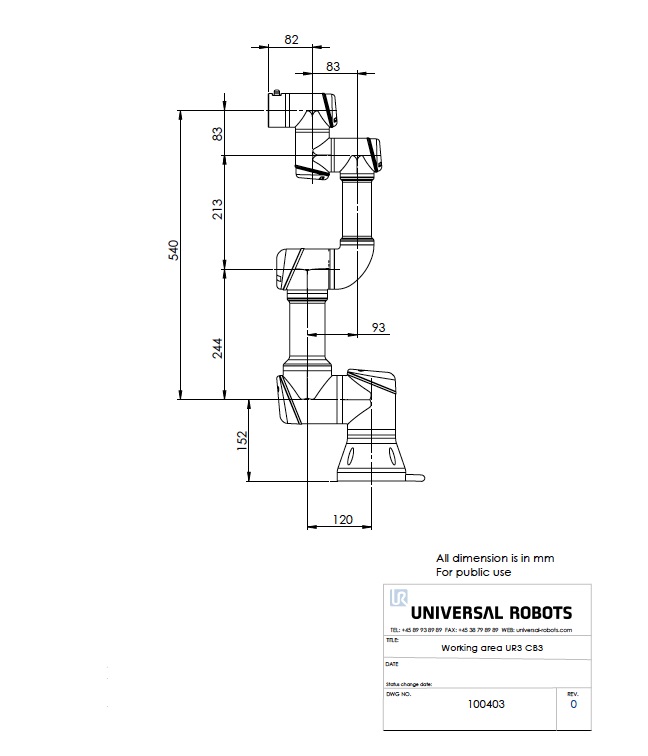 82
83
83
213
540
244
93
152
120
All dimension is in mm
For public use
UR
UNIVERSAL ROBOTS
TEL: +45 89 93 89 89 FAX: +45 38 79 89 89 WEB: universal-robots.com
TITLE:
Working area UR3 CB3
DATE
Status change date:
DWG NO.
REV.
100403
0